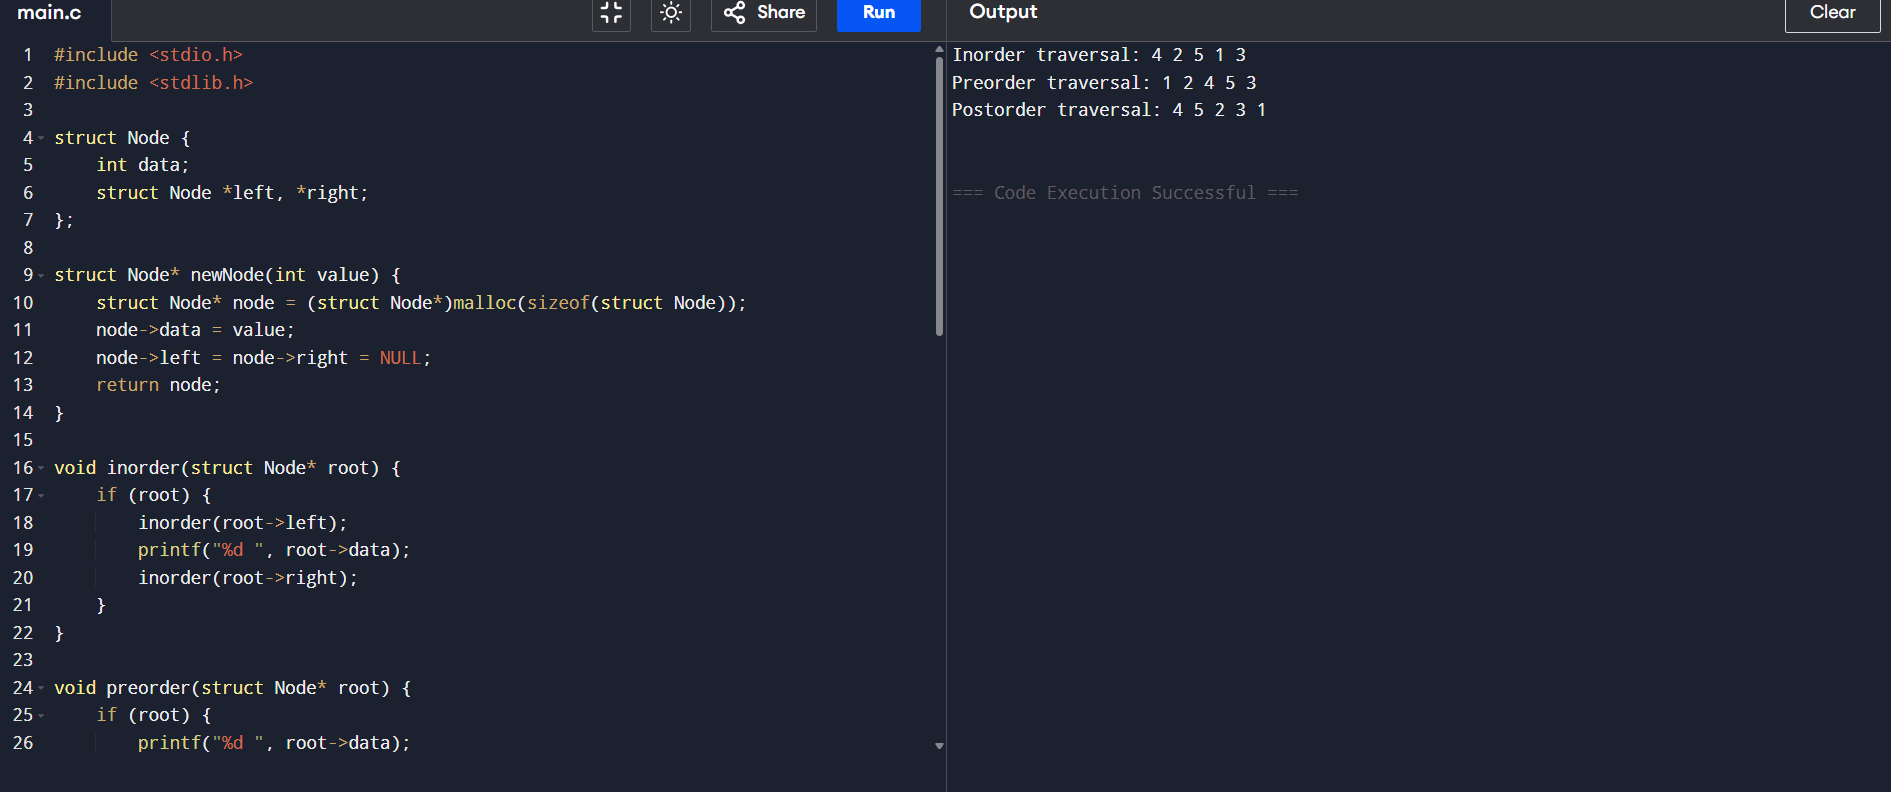 main.c
Share
Run
Output
Clear
1 #include <stdio.h>
2 #include <stdlib.h>
3
4 struct Node {
5     int data;
6     struct Node *left, *right;
7 };
8
9 struct Node* newNode(int value) {
10     struct Node* node = (struct Node*)malloc(sizeof(struct Node));
11     node->data = value;
12     node->left = node->right = NULL;
13     return node;
14 }
15
16 void inorder(struct Node* root) {
17     if (root) {
18         inorder(root->left);
19         printf("%d ", root->data);
20         inorder(root->right);
21     }
22 }
23
24 void preorder(struct Node* root) {
25     if (root) {
26         printf("%d ", root->data);
Inorder traversal: 4 2 5 1 3
Preorder traversal: 1 2 4 5 3
Postorder traversal: 4 5 2 3 1
=== Code Execution Successful ===